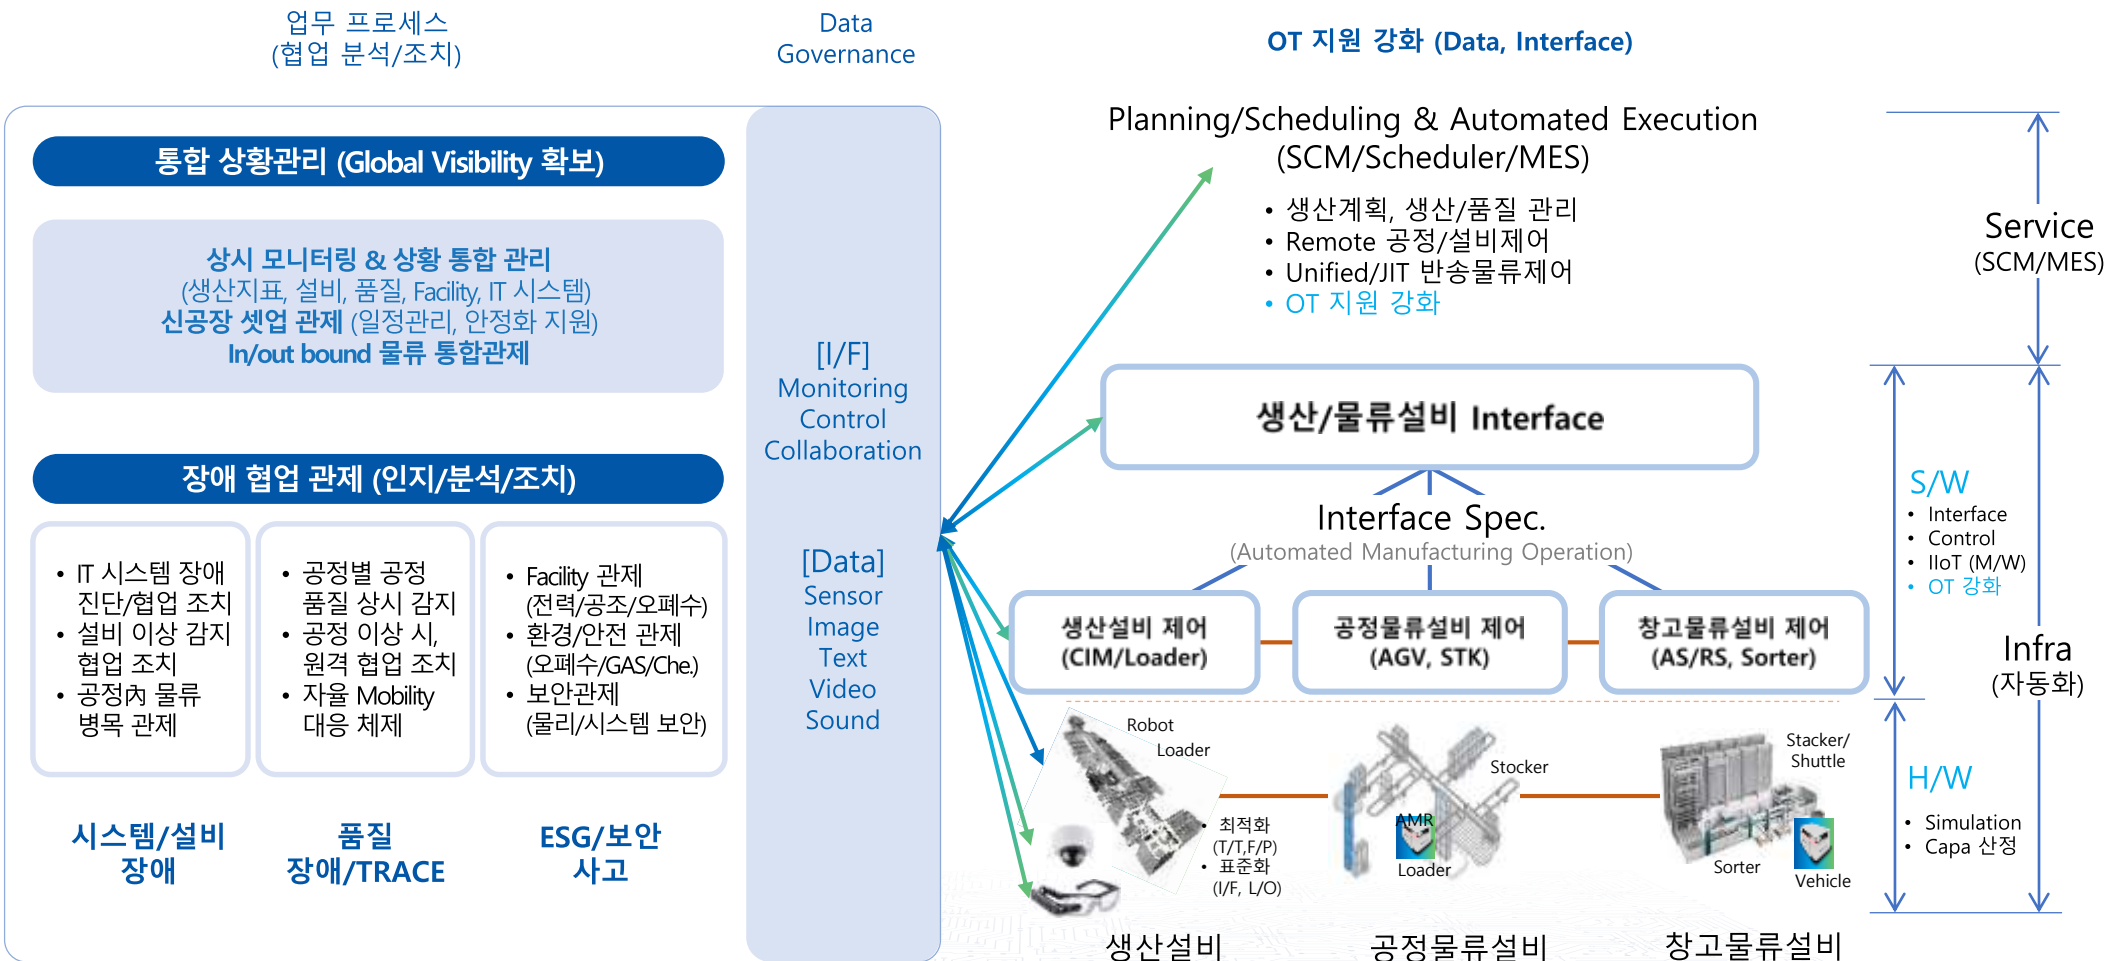 업무 프로세스
(협업 분석/조치)
Data
Governance
OT 지원 강화 (Data, Interface)
통합 상황관리 (Global Visibility 확보)
상시 모니터링 & 상황 통합 관리
(생산지표, 설비, 품질, Facility, IT 시스템)
신공장 셋업 관제 (일정관리, 안정화 지원)
In/out bound 물류 통합관제
장애 협업 관제 (인지/분석/조치)
• IT 시스템 장애
진단/협업 조치
• 설비 이상 감지
협업 조치
• 공정內 물류
병목 관제
• 공정별 공정
품질 상시 감지
• 공정 이상 시,
원격 협업 조치
• 자율 Mobility
대응 체제
• Facility 관제
(전력/공조/오폐수)
• 환경/안전 관제
(오폐수/GAS/Che.)
• 보안관제
(물리/시스템 보안)
시스템/설비
장애
품질
장애/TRACE
ESG/보안
사고
[I/F]
Monitoring
Control
Collaboration
[Data]
Sensor
Image
Text
Video
Sound
Planning/Scheduling & Automated Execution
(SCM/Scheduler/MES)
• 생산계획, 생산/품질 관리
• Remote 공정/설비제어
• Unified/JIT 반송물류제어
• OT 지원 강화
생산/물류설비 Interface
Interface Spec.
(Automated Manufacturing Operation)
생산설비 제어
(CIM/Loader)
공정물류설비 제어
(AGV, STK)
창고물류설비 제어
(AS/RS, Sorter)
Robot
Loader
• 최적화
(T/T,F/P)
• 표준화
(I/F, L/O)
Stocker
AMR
Loader
Stacker/
Shuttle
Sorter
Vehicle
생산설비
공정물류설비
창고물류설비
Service
(SCM/MES)
S/W
• Interface
• Control
• IIoT (M/W)
• OT 강화
Infra
(자동화)
H/W
• Simulation
• Capa 산정